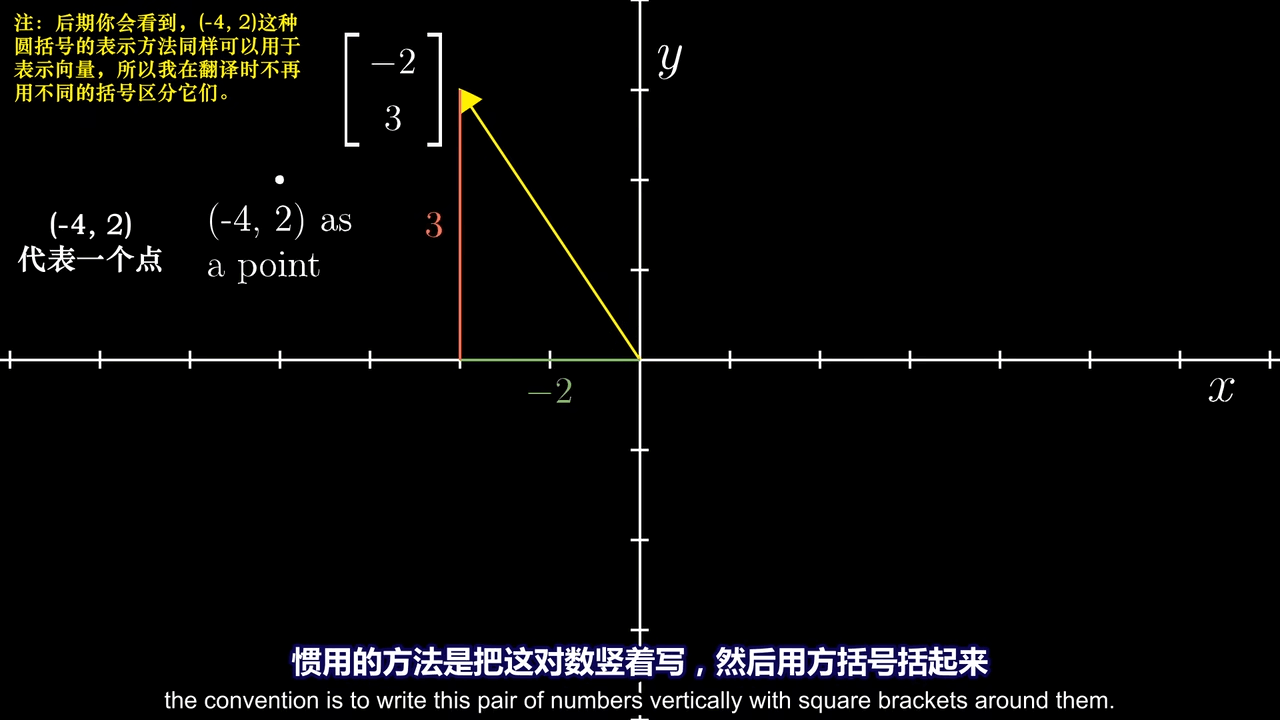 注：后期你会看到，(-4, 2)这种
圆括号的表示方法同样可以用于
表示向量，所以我在翻译时不再
用不同的括号区分它们。
−2
3
y
(-4, 2)
代表一个点
(-4, 2) as
a point
3
−2
x
惯用的方法是把这对数竖着写，然后用方括号括起来
the convention is to write this pair of numbers vertically with square brackets around them.